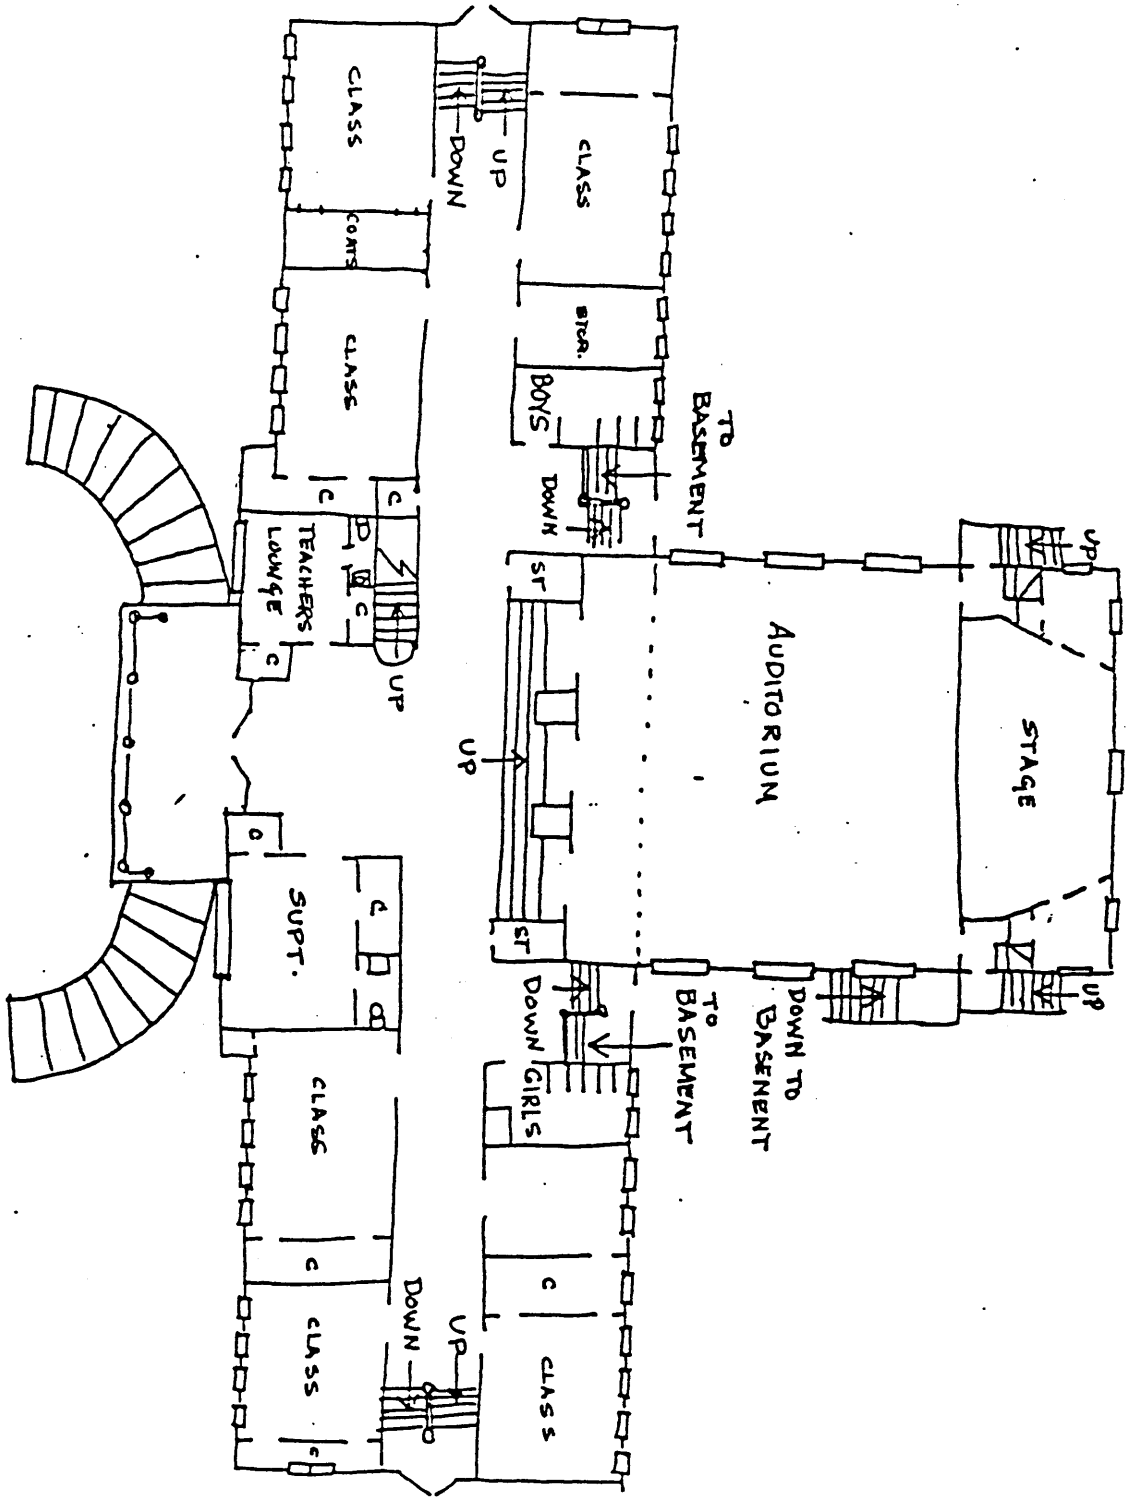 UP
UP
STAGE
DOWN TO
BASENENT
AUDITORIUM
TO
BASEMENT
TO
BASEMENT
CLASS
STOR.
BOYS
DOWN
ST
ST
DOWN
GIRLS
C
CLASS
UP
DOWN
UP
UP
DOWN
UP
CLASS
COATS
CLASS
C
C
C
TEACHERS
LOUNGE
C
C
C
SUPT.
CLASS
C
CLASS
C